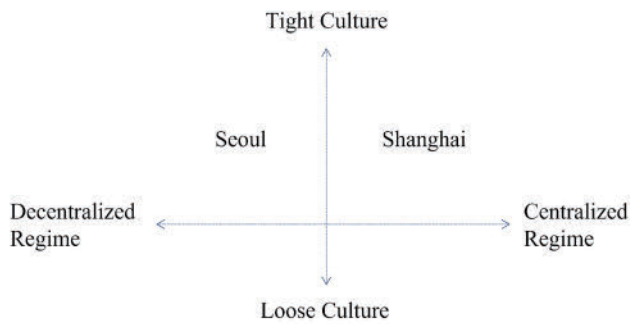 Tight Culture
Seoul
Shanghai
Decentralized
Regime
Centralized
Regime
Loose Culture